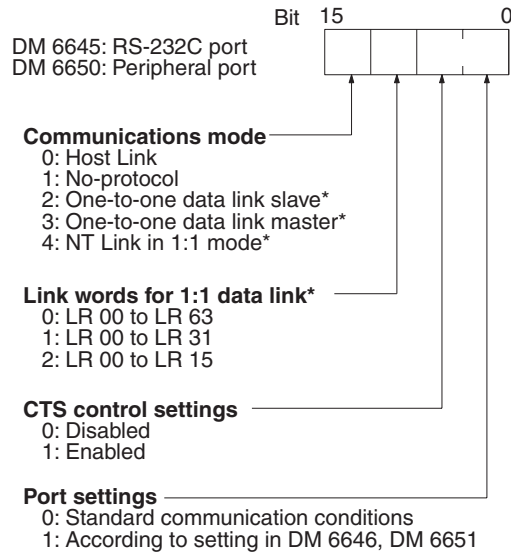 Bit 15 0
DM 6645: RS-232C port
DM 6650: Peripheral port
Communications mode
0: Host Link
1: No-protocol
2: One-to-one data link slave*
3: One-to-one data link master*
4: NT Link in 1:1 mode*
Link words for 1:1 data link*
0: LR 00 to LR 63
1: LR 00 to LR 31
2: LR 00 to LR 15
CTS control settings
0: Disabled
1: Enabled
Port settings
0: Standard communication conditions
1: According to setting in DM 6646, DM 6651